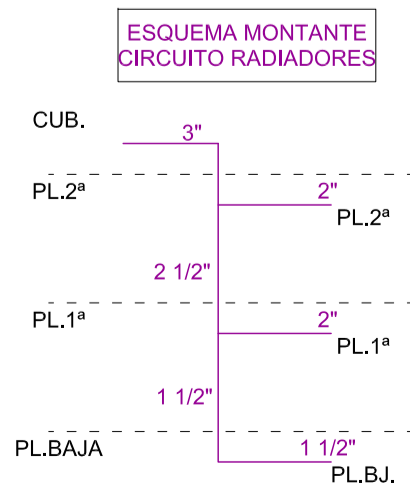 ESQUEMA MONTANTE
CIRCUITO RADIADORES
CUB.
3"
PL.2ª
2"
PL.2ª
2 1/2"
PL.1ª
2"
PL.1ª
1 1/2"
PL.BAJA
1 1/2"
PL.BJ.